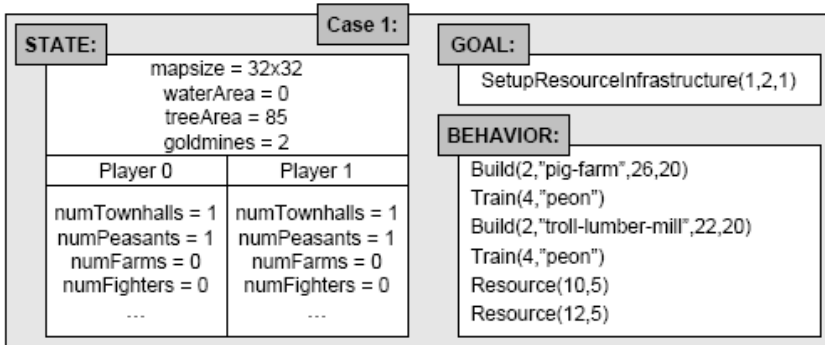 Case 1:
STATE:
mapsize = 32x32
waterArea = 0
treeArea = 85
goldmines = 2
Player 0
Player 1
numTownhalls = 1
numPeasants = 1
numFarms = 0
numFighters = 0
...
numTownhalls = 1
numPeasants = 1
numFarms = 0
numFighters = 0
...
GOAL:
SetupResourceInfrastructure(1,2,1)
BEHAVIOR:
Build(2,"pig-farm",26,20)
Train(4,"peon")
Build(2,"troll-lumber-mill",22,20)
Train(4,"peon")
Resource(10,5)
Resource(12,5)